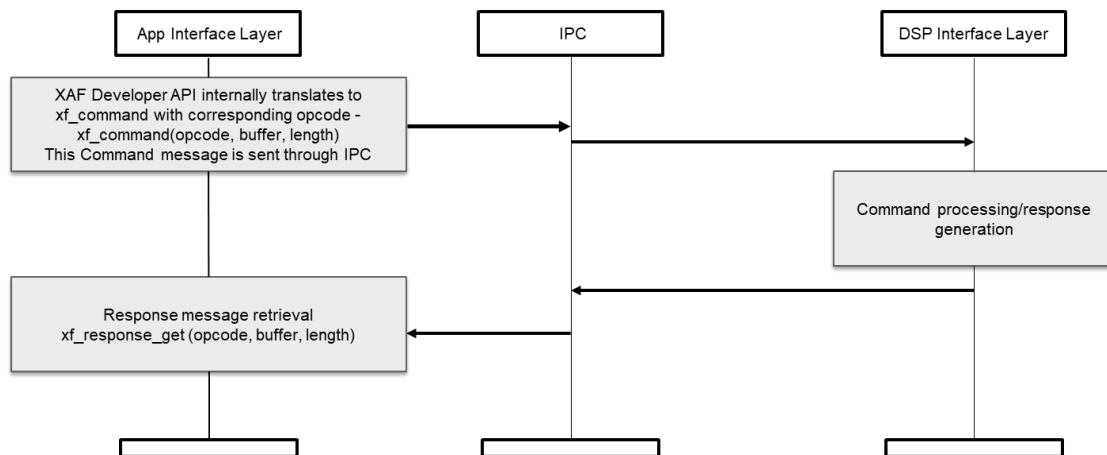 App Interface Layer
IPC
DSP Interface Layer
XAF Developer API internally translates to
xf_command with corresponding opcode -
xf_command(opcode, buffer, length)
This Command message is sent through IPC
Command processing/response
generation
Response message retrieval
xf_response_get (opcode, buffer, length)